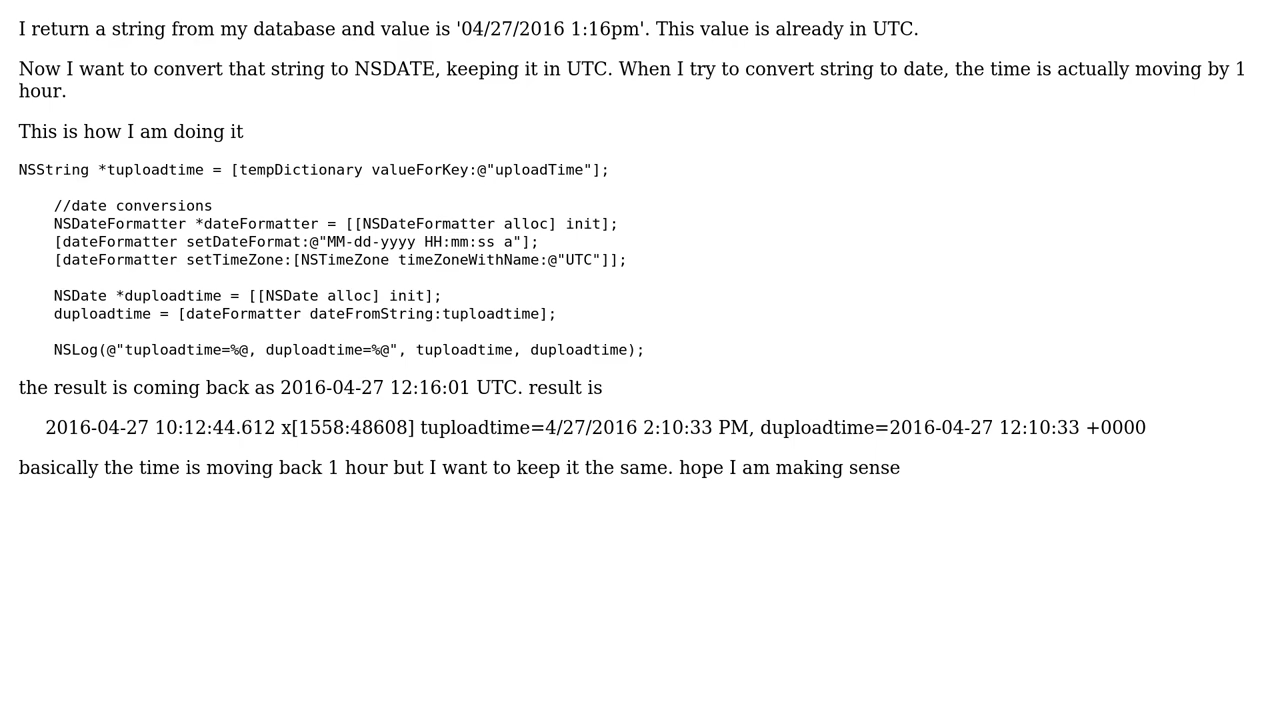 I return a string from my database and value is '04/27/2016 1:16pm'. This value is already in UTC.
Now I want to convert that string to NSDATE, keeping it in UTC. When I try to convert string to date, the time is actually moving by 1
hour.
This is how I am doing it
NSString *tuploadtime = [tempDictionary valueForKey:@"uploadTime"];
//date conversions
NSDateFormatter *dateFormatter = [[NSDateFormatter alloc] init];
[dateFormatter setDateFormat:@"MM-dd-yyyy HH:mm:ss a"];
[dateFormatter setTimeZone:[NSTimeZone timeZoneWithName:@"UTC"]];
NSDate *duploadtime = [[NSDate alloc] init];
duploadtime = [dateFormatter dateFromString:tuploadtime];
NSLog(@"tuploadtime=%@, duploadtime=%@", tuploadtime, duploadtime);
the result is coming back as 2016-04-27 12:16:01 UTC. result is
2016-04-27 10:12:44.612 x[1558:48608] tuploadtime=4/27/2016 2:10:33 PM, duploadtime=2016-04-27 12:10:33 +0000
basically the time is moving back 1 hour but I want to keep it the same. hope I am making sense